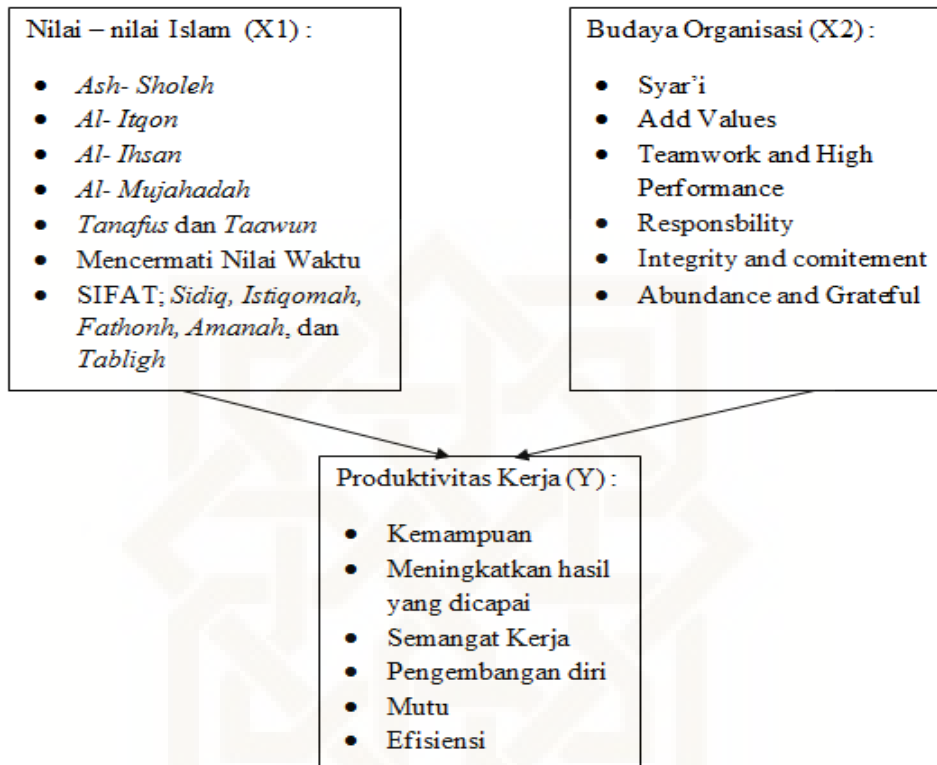 Nilai – nilai Islam (X1) :
• Ash- Sholeh
• Al- Itqon
• Al- Ihsan
• Al- Mujahadah
• Tanafus dan Taawun
• Mencermati Nilai Waktu
• SIFAT; Sidiq, Istiqomah,
Fathonh, Amanah, dan
Tabligh
Budaya Organisasi (X2) :
• Syar’i
• Add Values
• Teamwork and High
Performance
• Responsbility
• Integrity and comitement
• Abundance and Grateful
Produktivitas Kerja (Y) :
• Kemampuan
• Meningkatkan hasil
yang dicapai
• Semangat Kerja
• Pengembangan diri
• Mutu
• Efisiensi